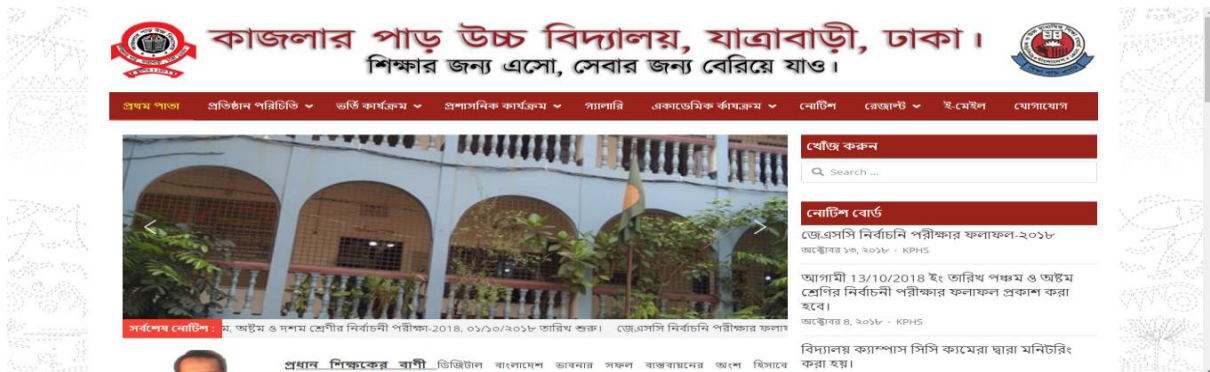 কাজলার পাড় উচ্চ বিদ্যালয়, যাত্রাবাড়ী, ঢাকা।
শিক্ষার জন্য এসো, সেবার জন্য বেরিয়ে যাও।
প্রথম পাতা প্রতিষ্ঠান পরিচিতি ভর্তি কার্যক্রম প্রশাসনিক কার্যক্রম গ্যালারি একাডেমিক র্কাযক্রম নোটিশ রেজাল্ট ই-মেইল যোগাযোগ
খোঁজ করুন
Search ...
নোটিশ বোর্ড
জেএসসি নির্বাচনি পরীক্ষার ফলাফল-২০১৮
অক্টোবর ১৩, ২০১৮ · KPHS
আগামী 13/10/2018 ইং তারিখ পঞ্চম ও অষ্টম
শ্রেণির নির্বাচনী পরীক্ষার ফলাফল প্রকাশ করা
হবে।
অক্টোবর ৪, ২০১৮ · KPHS
বিদ্যালয় ক্যাম্পাস সিসি ক্যমেরা দ্বারা মনিটরিং
করা হয়।
সর্বশেষ নোটিশ : ম, অষ্টম ও দশম শ্রেণীর নির্বাচনী পরীক্ষা-2018, ০১/১০/২০১৮ তারিখ শুরু। জেএসসি নির্বাচনি পরীক্ষার
প্রধান শিক্ষকের বাণী ডিজিটাল বাংলাদেশ ভাবনার সফল বাস্তবায়নের অংশ হিসাবে